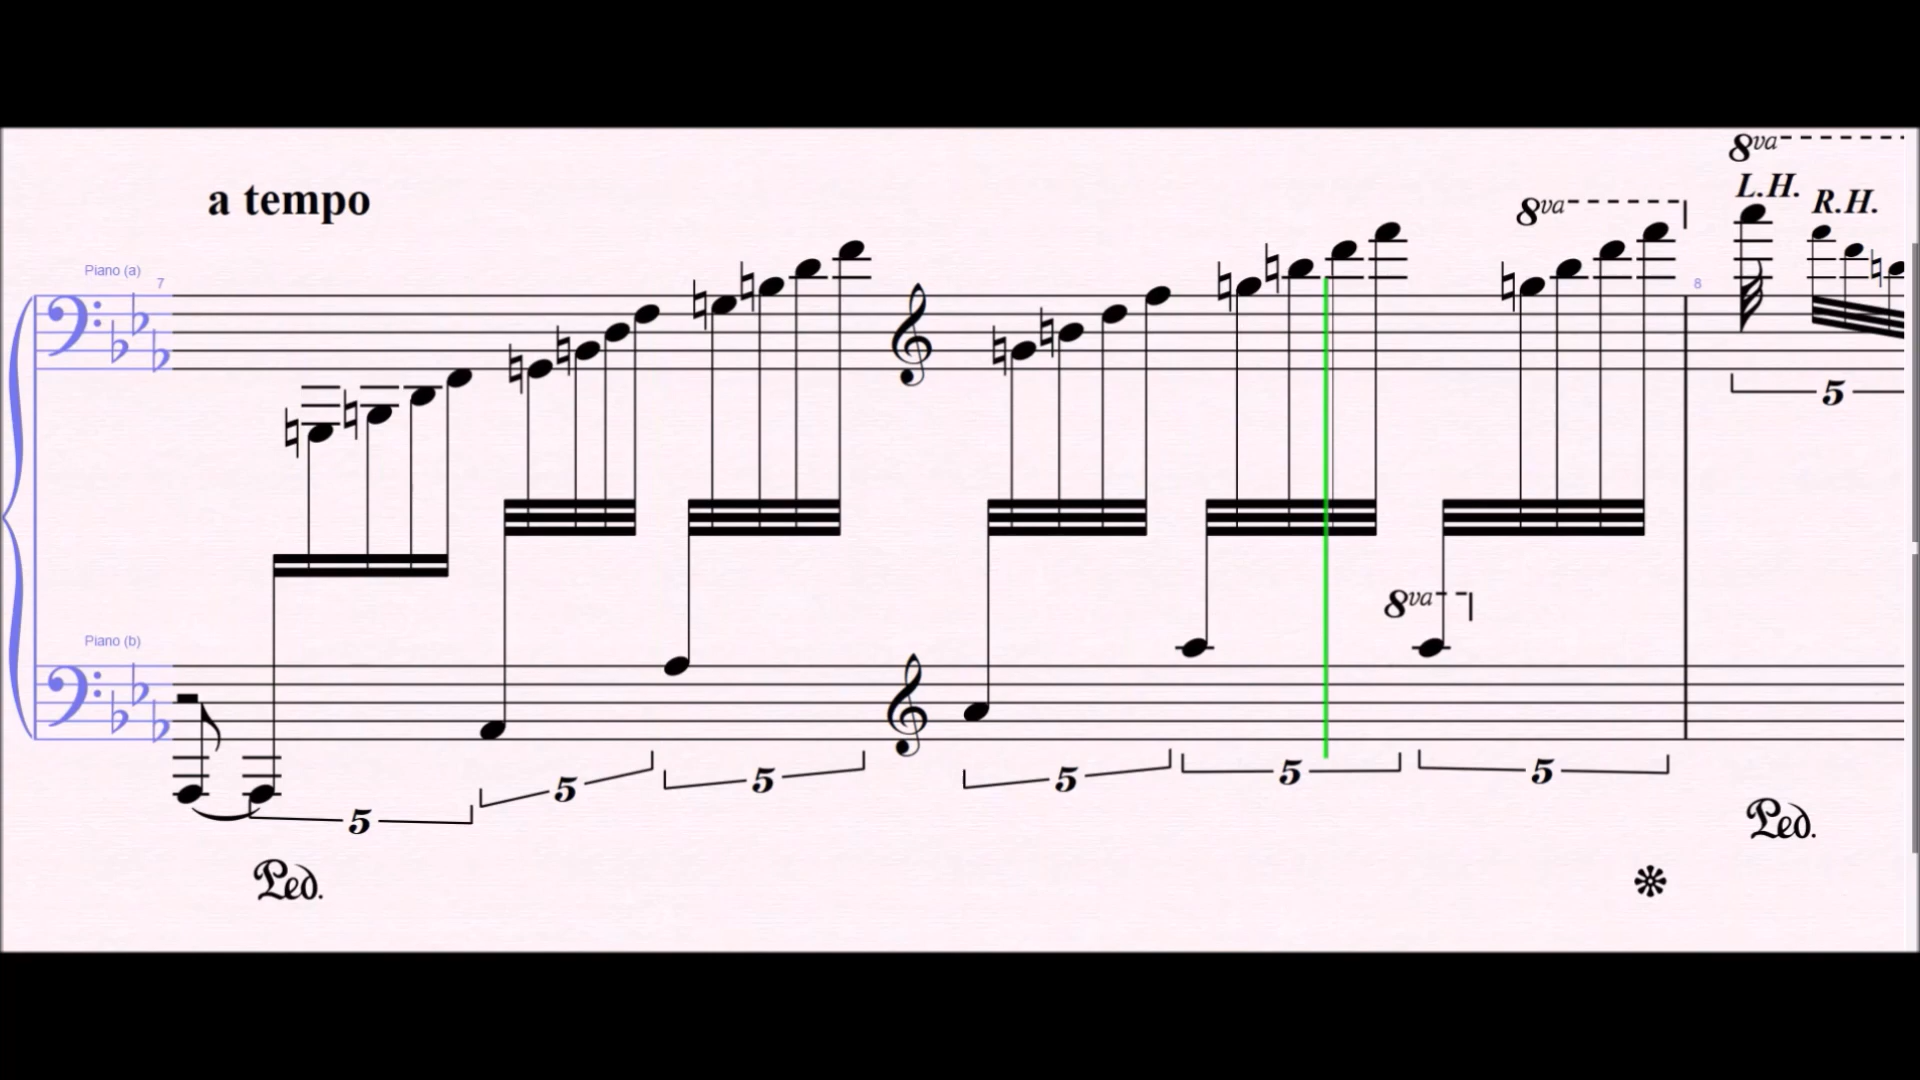 8va
L.H. R.H.
a tempo
8va
Piano (a)
7
8
5
8va
Piano (b)
5 5 5 5 5
5
Ped.
Ped.